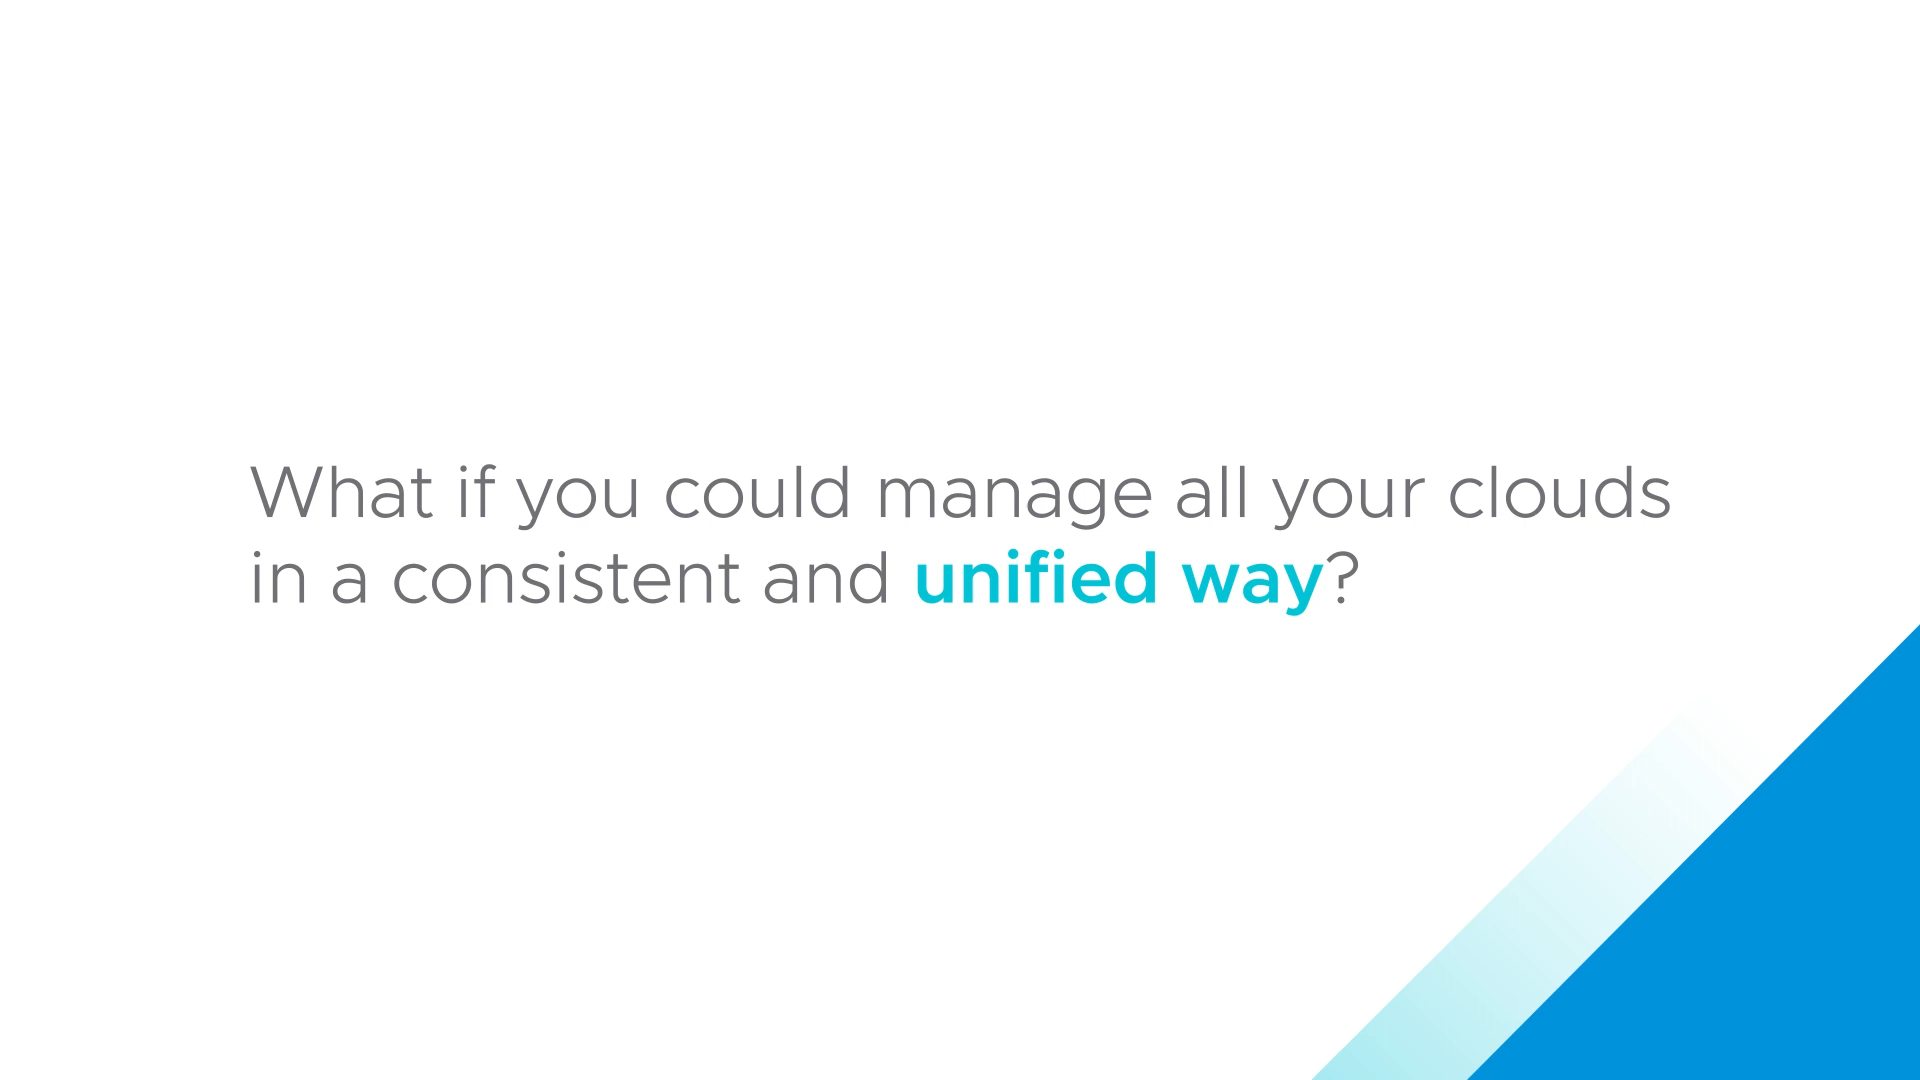 What if you could manage all your clouds
in a consistent and unified way?